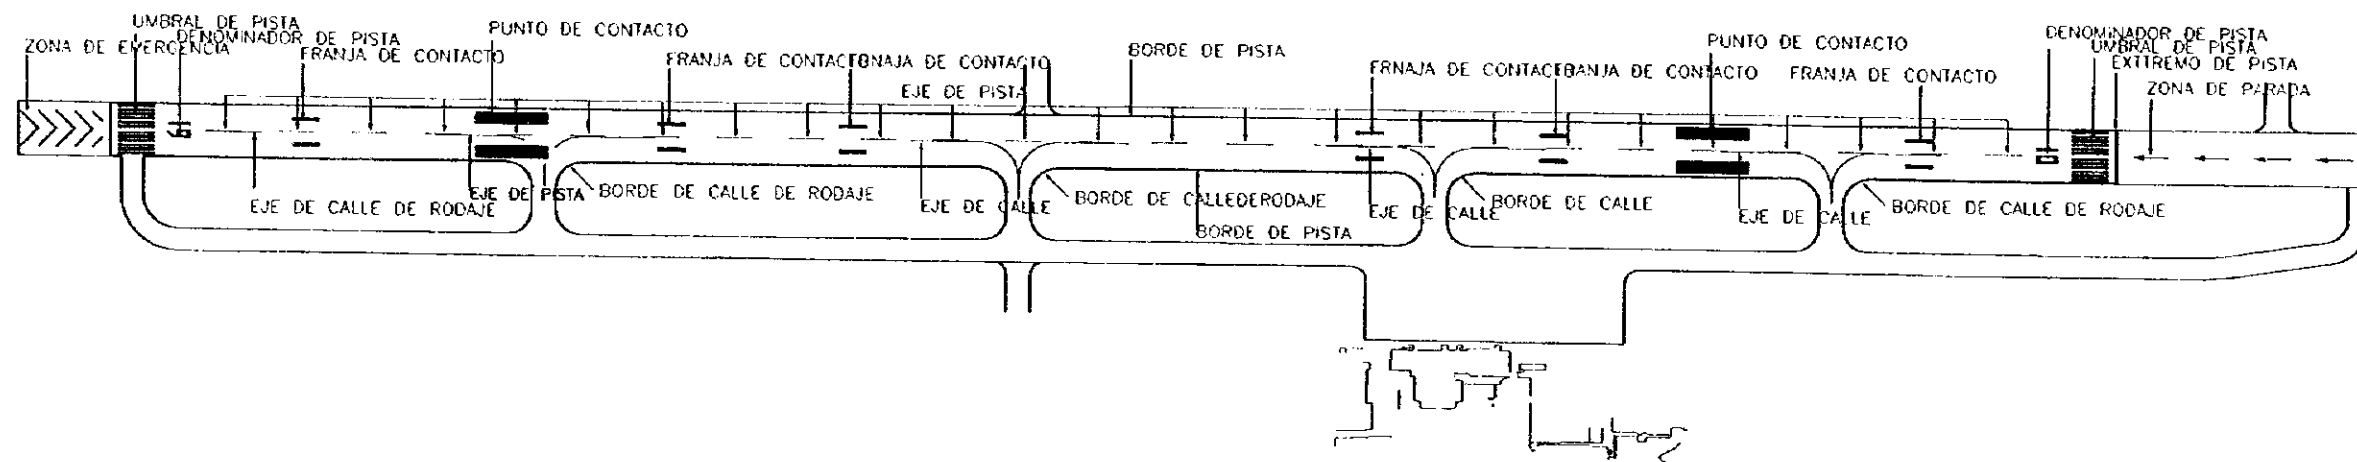 UMBRAL DE PISTA
DENOMINADOR DE PISTA
ZONA DE EMERGENCIA
FRANJA DE CONTACTO
PUNTO DE CONTACTO
FRANJA DE CONTACTO
NAJA DE CONTACTO
EJE DE PISTA
BORDE DE PISTA
FRNAJA DE CONTACT
ANJA DE CONTACTO
PUNTO DE CONTACTO
FRANJA DE CONTACTO
DENOMINADOR DE PISTA
UMBRAL DE PISTA
EXTTREMO DE PISTA
ZONA DE PARADA
EJE DE CALLE DE RODAJE
EJE DE PISTA
BORDE DE CALLE DE RODAJE
EJE DE CALLE
BORDE DE CALLEDERODAJE
BORDE DE PISTA
EJE DE CALLE
BORDE DE CALLE
EJE DE CALLE
BORDE DE CALLE DE RODAJE